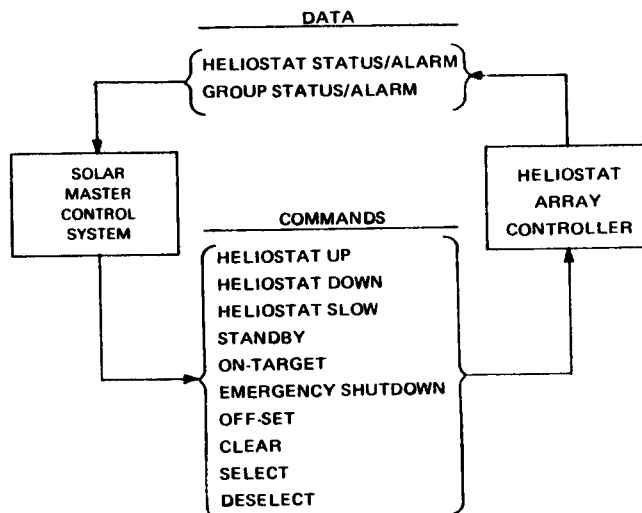 DATA
HELIOSTAT STATUS/ALARM
GROUP STATUS/ALARM
SOLAR
MASTER
CONTROL
SYSTEM
HELIOSTAT
ARRAY
CONTROLLER
COMMANDS
HELIOSTAT UP
HELIOSTAT DOWN
HELIOSTAT SLOW
STANDBY
ON-TARGET
EMERGENCY SHUTDOWN
OFF-SET
CLEAR
SELECT
DESELECT